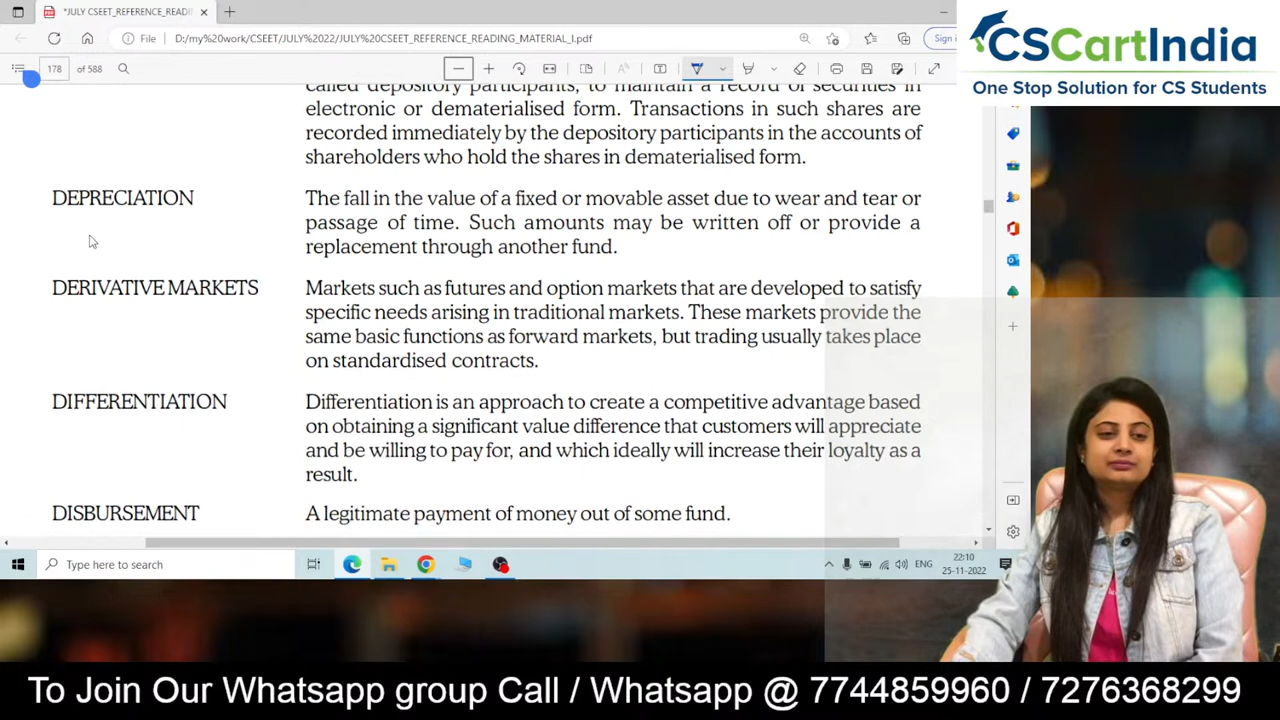 *JULY CSEET_REFERENCE_READIN
File D:/my%20work/CSEET/JULY%202022/JULY%20CSEET_REFERENCE_READING_MATERIAL_I.pdf
Sign i
178 of 588
CSCartIndia
One Stop Solution for CS Students
called depository participants, to maintain a record of securities in
electronic or dematerialised form. Transactions in such shares are
recorded immediately by the depository participants in the accounts of
shareholders who hold the shares in dematerialised form.
DEPRECIATION The fall in the value of a fixed or movable asset due to wear and tear or
passage of time. Such amounts may be written off or provide a
replacement through another fund.
DERIVATIVE MARKETS Markets such as futures and option markets that are developed to satisfy
specific needs arising in traditional markets. These markets provide the
same basic functions as forward markets, but trading usually takes place
on standardised contracts.
DIFFERENTIATION Differentiation is an approach to create a competitive advantage based
on obtaining a significant value difference that customers will appreciate
and be willing to pay for, and which ideally will increase their loyalty as a
result.
DISBURSEMENT A legitimate payment of money out of some fund.
Type here to search
ENG
22:10
25-11-2022
To Join Our Whatsapp group Call / Whatsapp @ 7744859960 / 7276368299